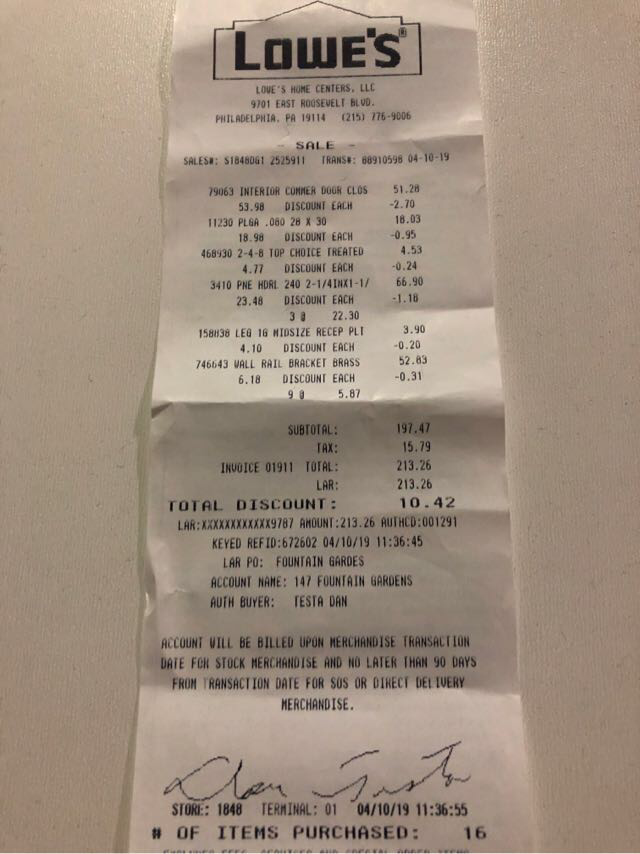 LOWE'S®
LOWE'S HOME CENTERS, LLC
9701 EAST ROOSEVELT BLVD.
PHILADELPHIA, PA 19114 (215) 776-9006
- SALE -
SALES#: S1848DG1 2525911 TRANS#: 88910598 04-10-19
79063 INTERIOR COMMER DOOR CLOS 51.28
53.98 DISCOUNT EACH -2.70
11230 PLGA .080 28 X 30 18.03
18.98 DISCOUNT EACH -0.95
468930 2-4-8 TOP CHOICE TREATED 4.53
4.77 DISCOUNT EACH -0.24
3410 PNE HDRL 240 2-1/4INX1-1/ 66.90
23.48 DISCOUNT EACH -1.18
3 @ 22.30
158838 LEG 1G MIDSIZE RECEP PLT 3.90
4.10 DISCOUNT EACH -0.20
746643 WALL RAIL BRACKET BRASS 52.83
6.18 DISCOUNT EACH -0.31
9 @ 5.87
SUBTOTAL: 197.47
TAX: 15.79
INVOICE 01911 TOTAL: 213.26
LAR: 213.26
TOTAL DISCOUNT: 10.42
LAR:XXXXXXXXXXXX9787 AMOUNT:213.26 AUTHCD:001291
KEYED REFID:672602 04/10/19 11:36:45
LAR PO: FOUNTAIN GARDES
ACCOUNT NAME: 147 FOUNTAIN GARDENS
AUTH BUYER: TESTA DAN
ACCOUNT WILL BE BILLED UPON MERCHANDISE TRANSACTION
DATE FOR STOCK MERCHANDISE AND NO LATER THAN 90 DAYS
FROM TRANSACTION DATE FOR SOS OR DIRECT DELIVERY
MERCHANDISE.
Dan Testa
STORE: 1848 TERMINAL: 01 04/10/19 11:36:55
# OF ITEMS PURCHASED: 16
EXCLUDES FEES, SERVICES AND SPECIAL ORDER ITEMS